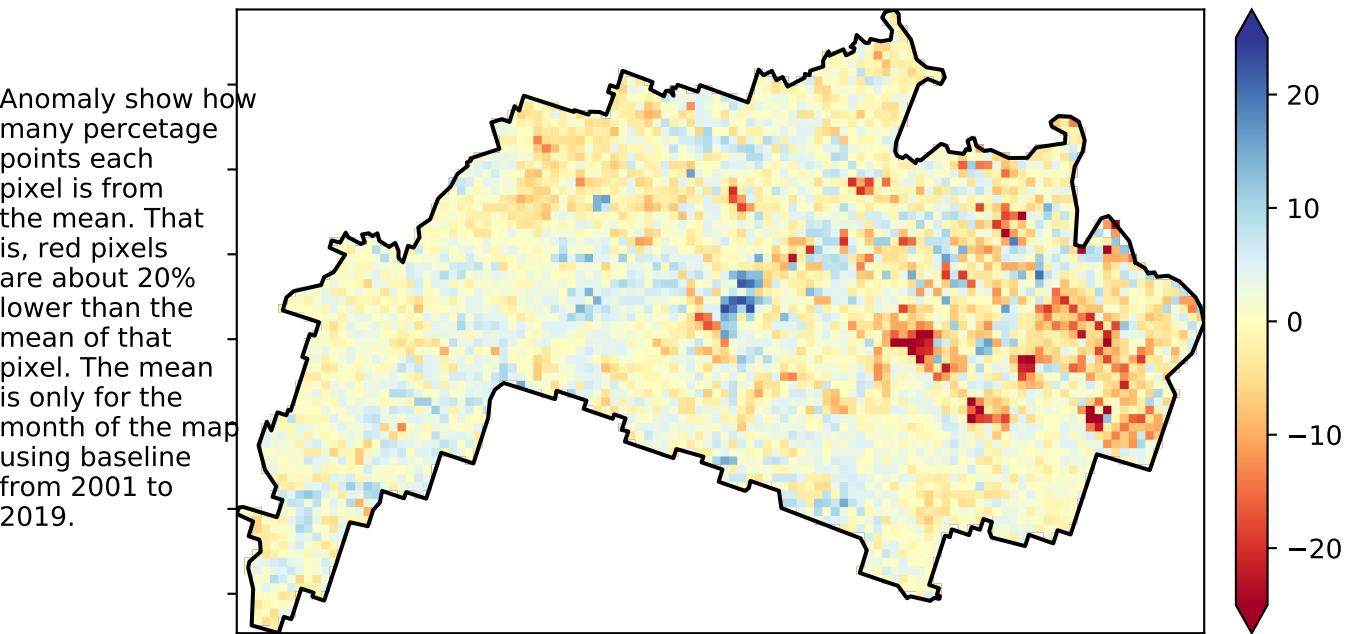 Anomaly show how
many percetage
points each
pixel is from
the mean. That
is, red pixels
are about 20%
lower than the
mean of that
pixel. The mean
is only for the
month of the map
using baseline
from 2001 to
2019.
20
10
0
−10
−20